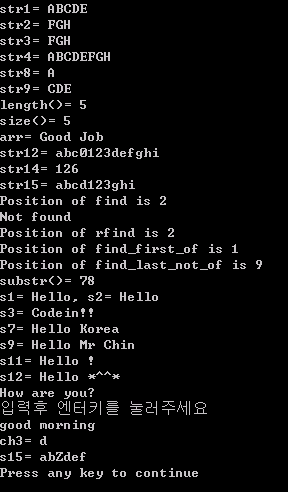 str1= ABCDE
str2= FGH
str3= FGH
str4= ABCDEFGH
str8= A
str9= CDE
length()= 5
size()= 5
arr= Good Job
str12= abc0123defghi
str14= 126
str15= abcd123ghi
Position of find is 2
Not found
Position of rfind is 2
Position of find_first_of is 1
Position of find_last_not_of is 9
substr()= 78
s1= Hello, s2= Hello
s3= Codein!!
s7= Hello Korea
s9= Hello Mr Chin
s11= Hello !
s12= Hello *^^*
How are you?
입력후 엔터키를 눌러주세요
good morning
ch3= d
s15= abZdef
Press any key to continue